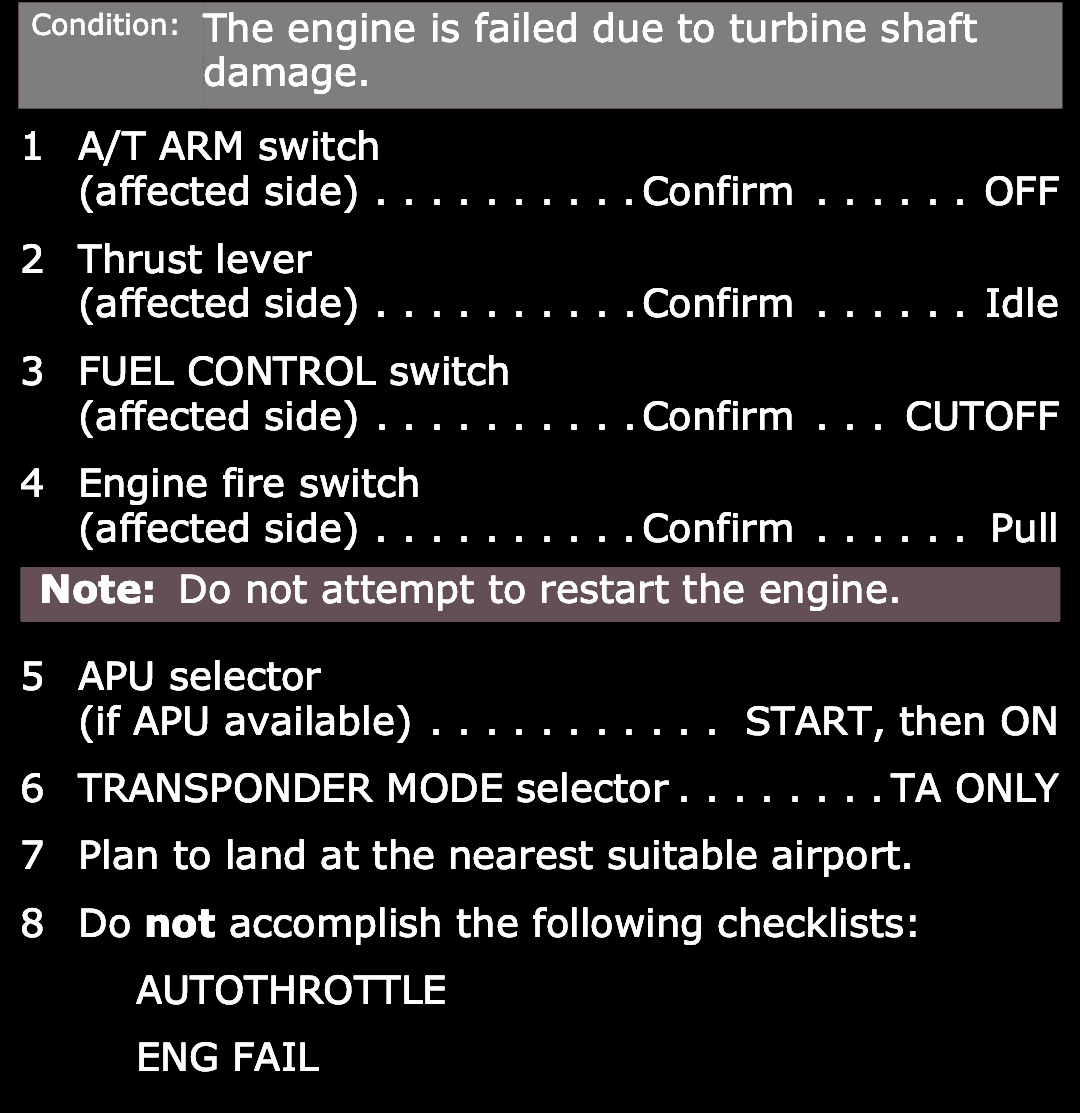 Condition: The engine is failed due to turbine shaft
damage.
1 A/T ARM switch
(affected side) . . . . . . . . . . Confirm . . . . . . OFF
2 Thrust lever
(affected side) . . . . . . . . . . Confirm . . . . . . Idle
3 FUEL CONTROL switch
(affected side) . . . . . . . . . . Confirm . . . CUTOFF
4 Engine fire switch
(affected side) . . . . . . . . . . Confirm . . . . . . Pull
Note: Do not attempt to restart the engine.
5 APU selector
(if APU available) . . . . . . . . . . . START, then ON
6 TRANSPONDER MODE selector . . . . . . . . TA ONLY
7 Plan to land at the nearest suitable airport.
8 Do not accomplish the following checklists:
AUTOTHROTTLE
ENG FAIL